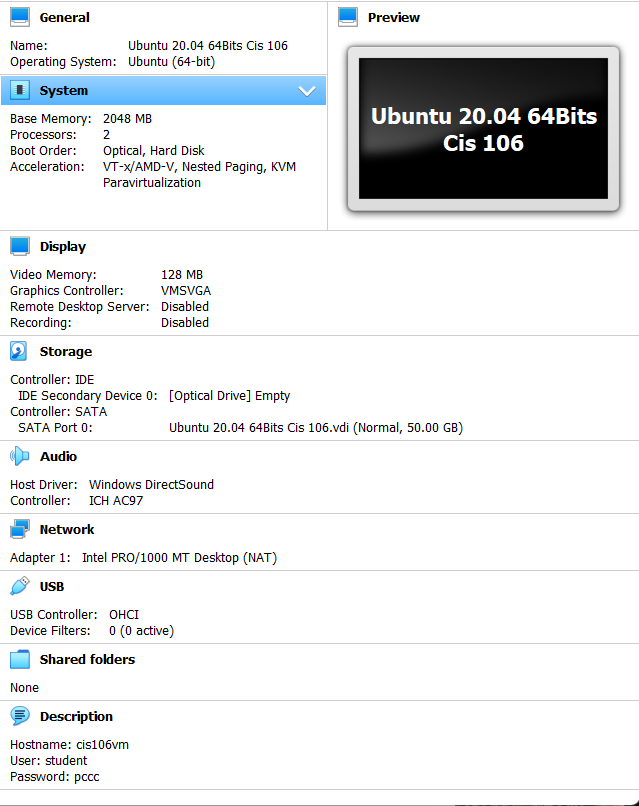 General
Name: Ubuntu 20.04 64Bits Cis 106
Operating System: Ubuntu (64-bit)
System
Base Memory: 2048 MB
Processors: 2
Boot Order: Optical, Hard Disk
Acceleration: VT-x/AMD-V, Nested Paging, KVM
Paravirtualization
Preview
Ubuntu 20.04 64Bits
Cis 106
Display
Video Memory: 128 MB
Graphics Controller: VMSVGA
Remote Desktop Server: Disabled
Recording: Disabled
Storage
Controller: IDE
IDE Secondary Device 0: [Optical Drive] Empty
Controller: SATA
SATA Port 0: Ubuntu 20.04 64Bits Cis 106.vdi (Normal, 50.00 GB)
Audio
Host Driver: Windows DirectSound
Controller: ICH AC97
Network
Adapter 1: Intel PRO/1000 MT Desktop (NAT)
USB
USB Controller: OHCI
Device Filters: 0 (0 active)
Shared folders
None
Description
Hostname: cis106vm
User: student
Password: pccc